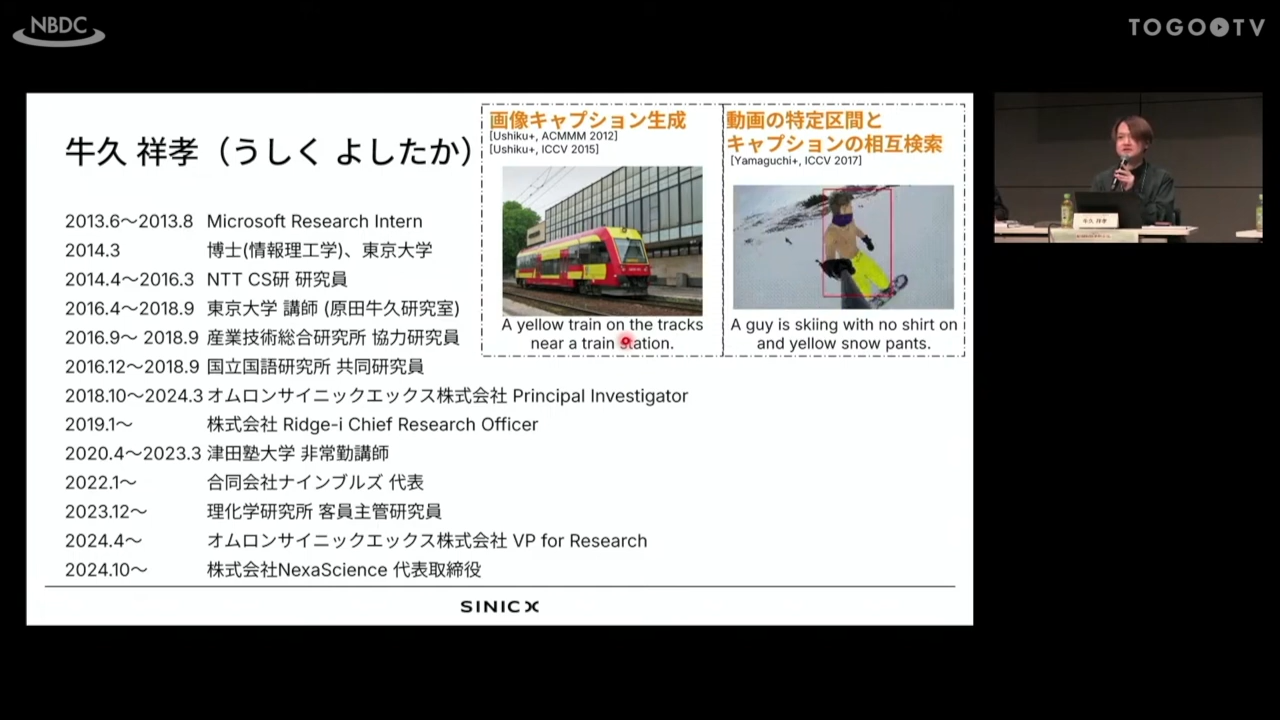 NBDC
TOGOTV
牛久 祥孝（うしく よしたか）
2013.6〜2013.8 Microsoft Research Intern
2014.3 博士(情報理工学)、東京大学
2014.4〜2016.3 NTT CS研 研究員
2016.4〜2018.9 東京大学 講師 (原田牛久研究室)
2016.9〜 2018.9 産業技術総合研究所 協力研究員
2016.12〜2018.9 国立国語研究所 共同研究員
2018.10〜2024.3 オムロンサイニックエックス株式会社 Principal Investigator
2019.1〜 株式会社 Ridge-i Chief Research Officer
2020.4〜2023.3 津田塾大学 非常勤講師
2022.1〜 合同会社ナインブルズ 代表
2023.12〜 理化学研究所 客員主管研究員
2024.4〜 オムロンサイニックエックス株式会社 VP for Research
2024.10〜 株式会社NexaScience 代表取締役
画像キャプション生成
[Ushiku+, ACMMM 2012]
[Ushiku+, ICCV 2015]
A yellow train on the tracks
near a train station.
動画の特定区間と
キャプションの相互検索
[Yamaguchi+, ICCV 2017]
A guy is skiing with no shirt on
and yellow snow pants.
SINIC X
牛久 祥孝